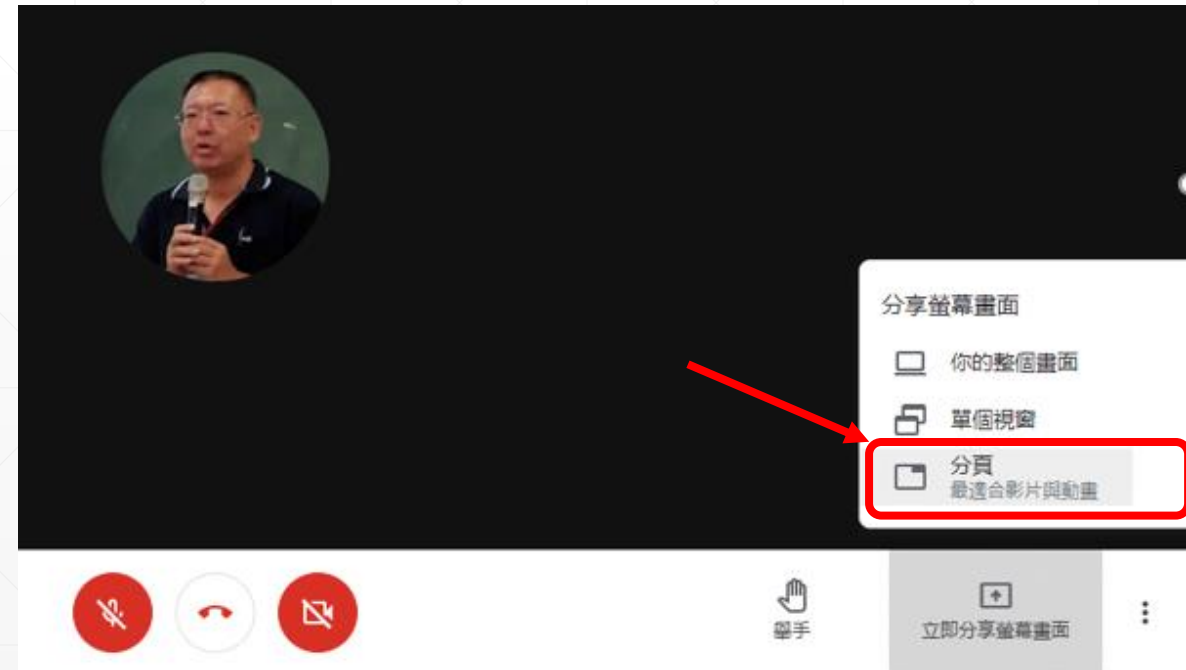 分享螢幕畫面
你的整個畫面
單個視窗
分頁
最適合影片與動畫
舉手
立即分享螢幕畫面